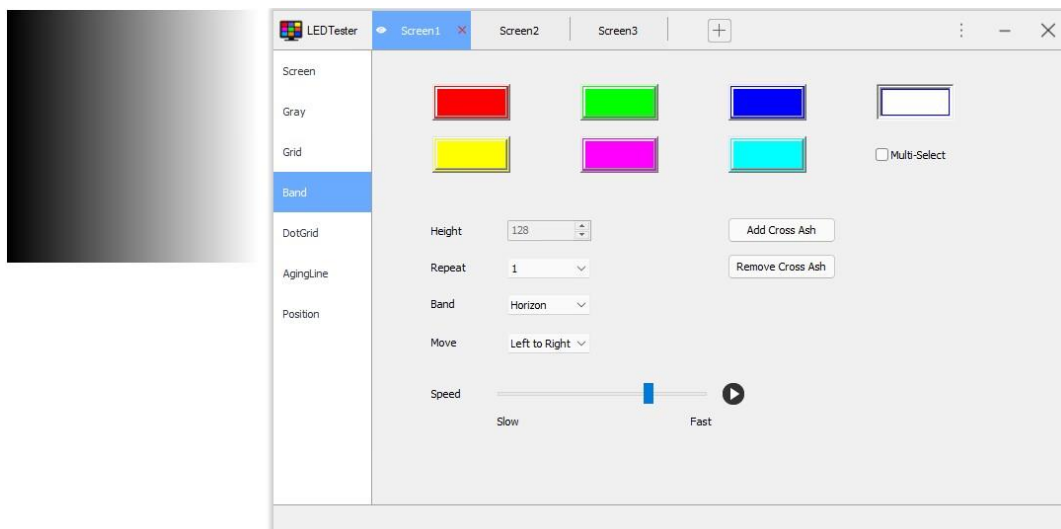 LEDTester
Screen1
Screen2
Screen3
Screen
Gray
Grid
Band
DotGrid
AgingLine
Position
Multi-Select
Height 128 Add Cross Ash
Repeat 1 Remove Cross Ash
Band Horizon
Move Left to Right
Speed
Slow Fast